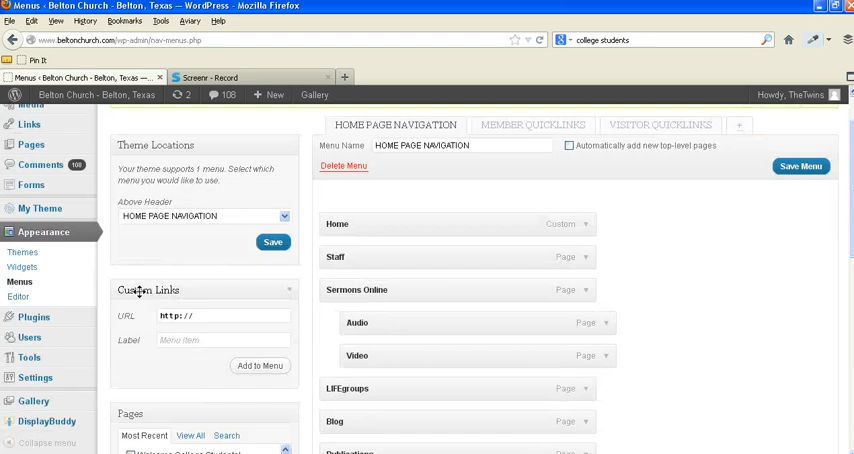 Menus ‹ Belton Church - Belton, Texas — WordPress - Mozilla Firefox
File Edit View History Bookmarks Tools Aviary Help
www.beltonchurch.com/wp-admin/nav-menus.php
college students
Pin It
Menus ‹ Belton Church - Belton, Texas —...
Screenr - Record
Belton Church - Belton, Texas 2 108 + New Gallery Howdy, TheTwins
Media
Links
Pages
Comments 108
Forms
My Theme
Appearance
Themes
Widgets
Menus
Editor
Plugins
Users
Tools
Settings
Gallery
DisplayBuddy
Collapse menu
Theme Locations
Your theme supports 1 menu. Select which
menu you would like to use.
Above Header
HOME PAGE NAVIGATION
Save
Custom Links
URL http://
Label Menu Item
Add to Menu
Pages
Most Recent View All Search
Welcome College Students!
HOME PAGE NAVIGATION MEMBER QUICKLINKS VISITOR QUICKLINKS +
Menu Name HOME PAGE NAVIGATION Automatically add new top-level pages
Delete Menu Save Menu
Home Custom
Staff Page
Sermons Online Page
Audio Page
Video Page
LIFEgroups Page
Blog Page
Publications Page